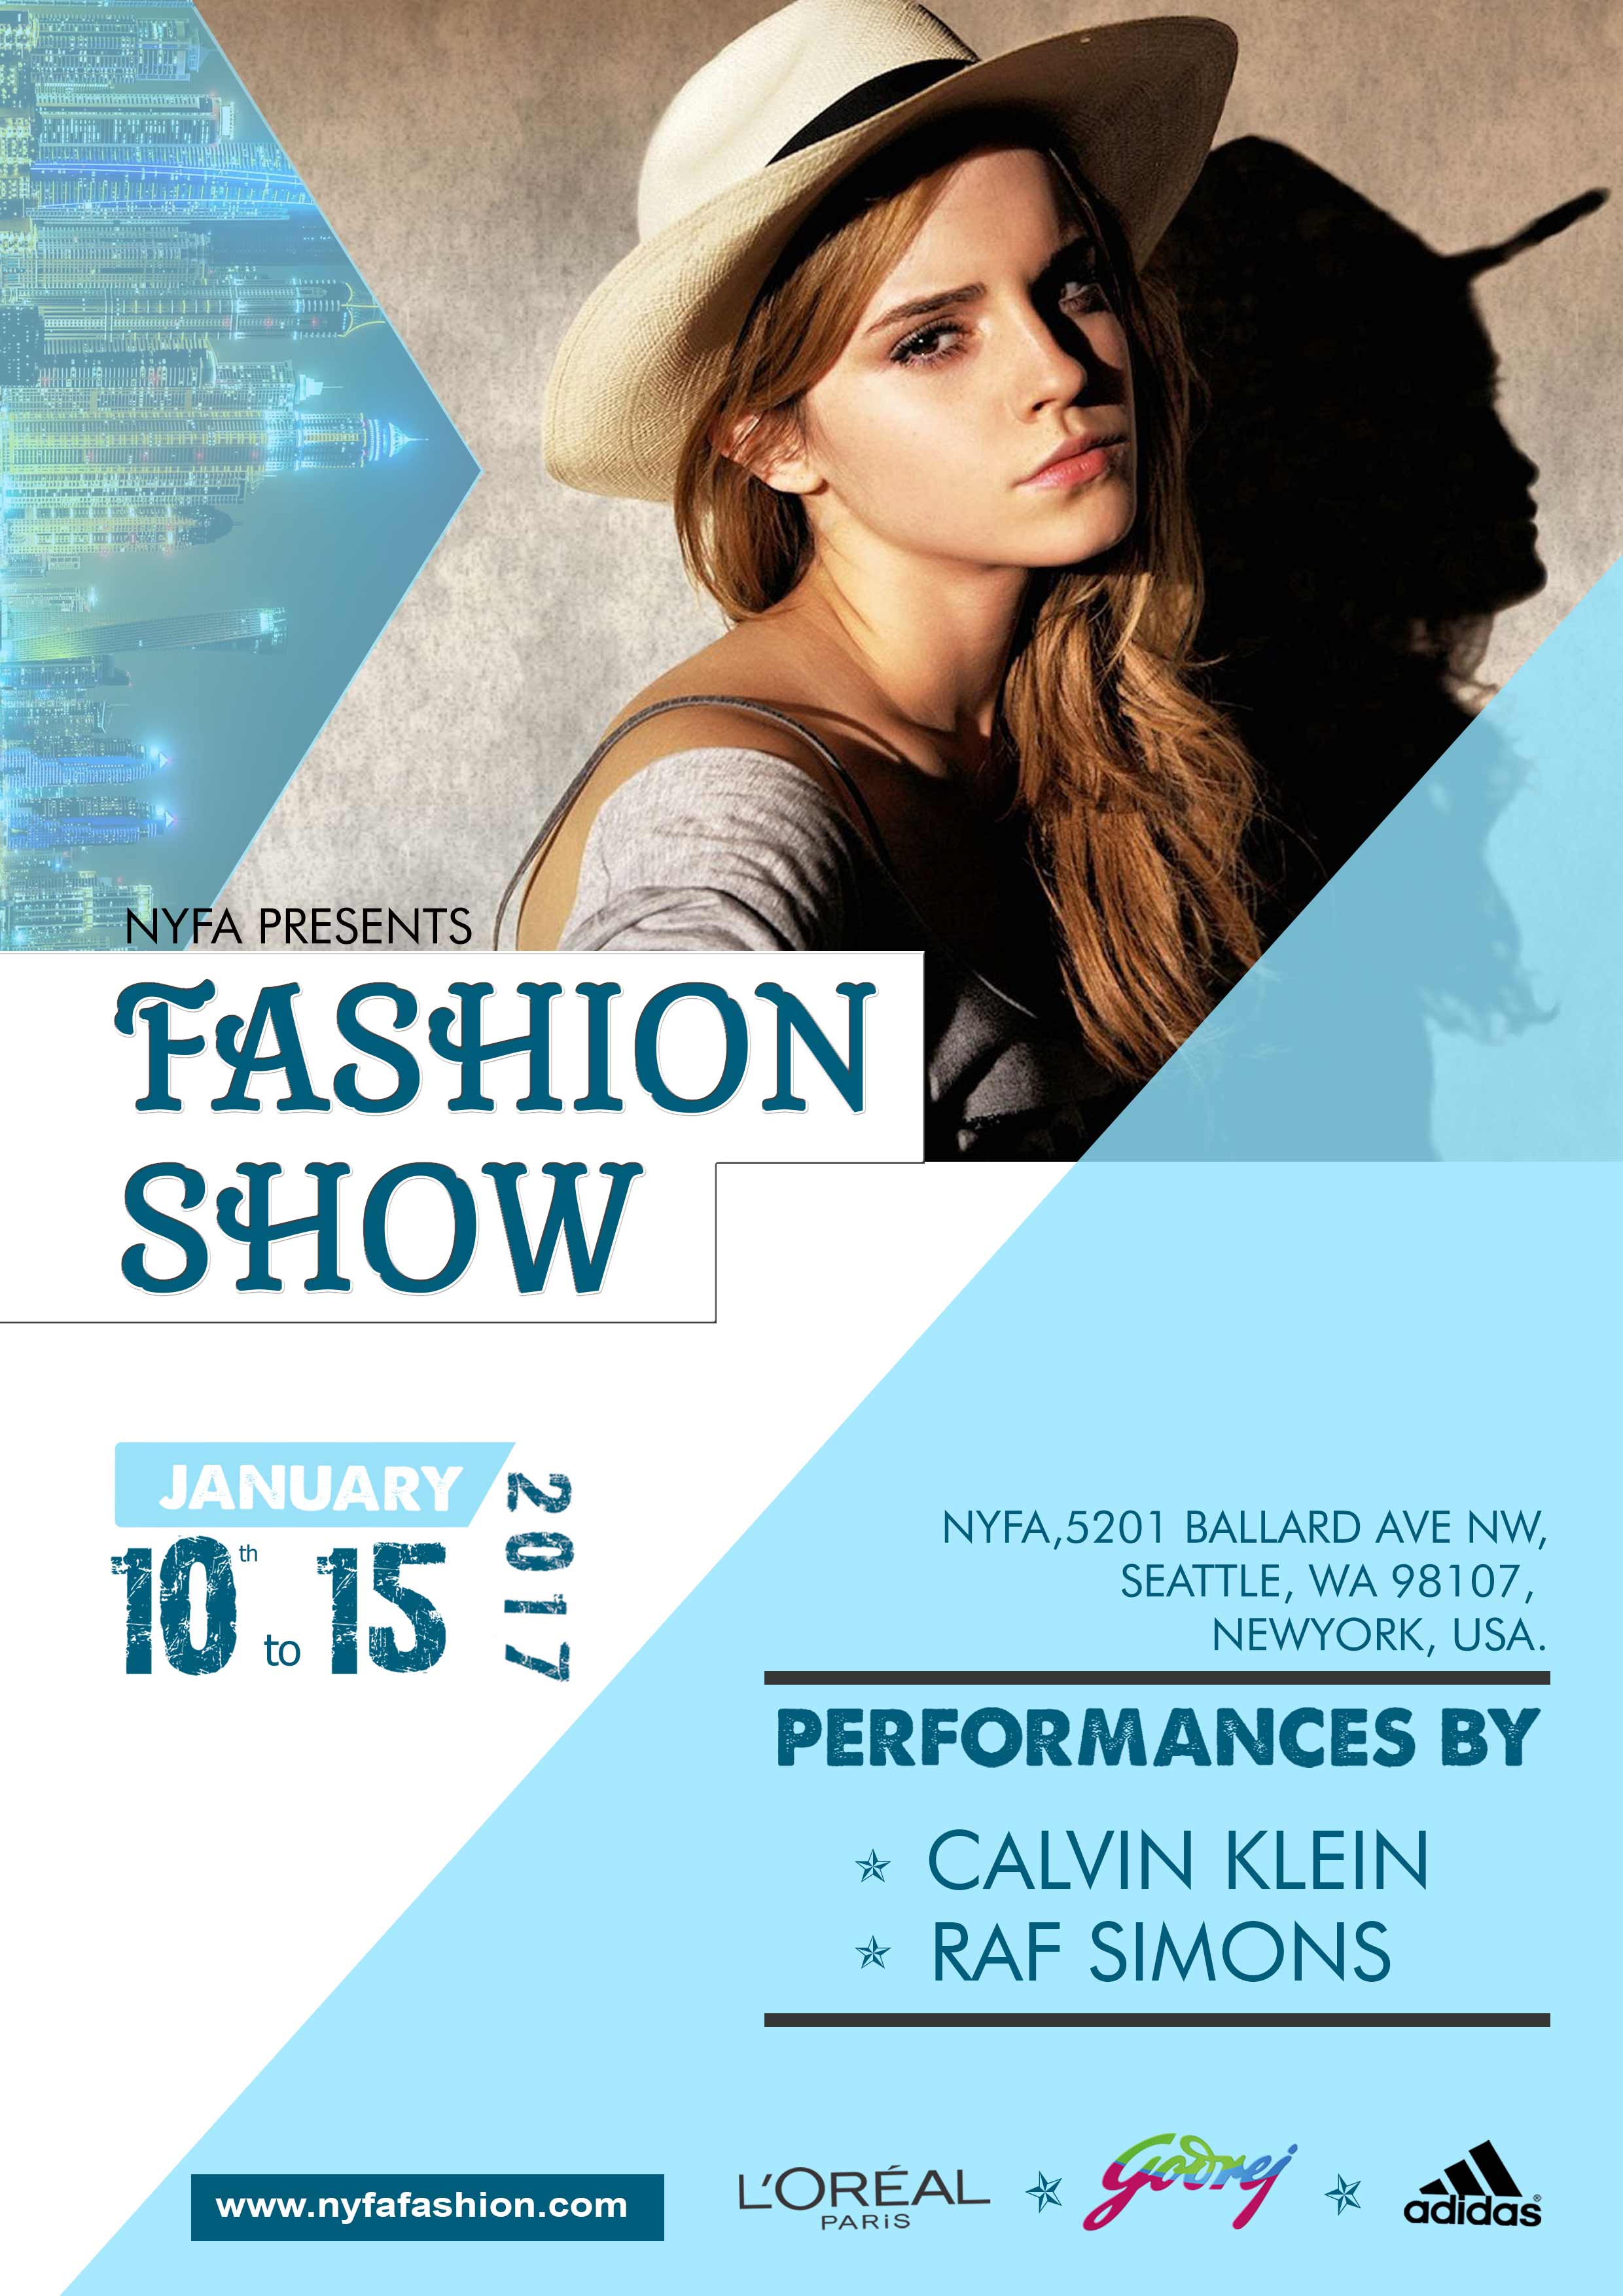 NYFA PRESENTS
FASHION
SHOW
JANUARY
10th to 15
2017
NYFA,5201 BALLARD AVE NW,
SEATTLE, WA 98107,
NEWYORK, USA.
PERFORMANCES BY
CALVIN KLEIN
RAF SIMONS
www.nyfafashion.com
L'ORÉAL
PARiS
Godrej
adidas®